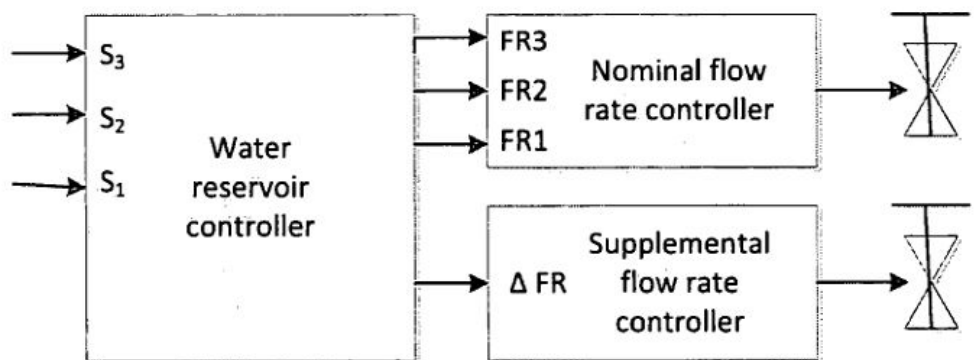 S₃
S₂
S₁
Water
reservoir
controller
FR3
FR2
FR1
Nominal flow
rate controller
Δ FR
Supplemental
flow rate
controller